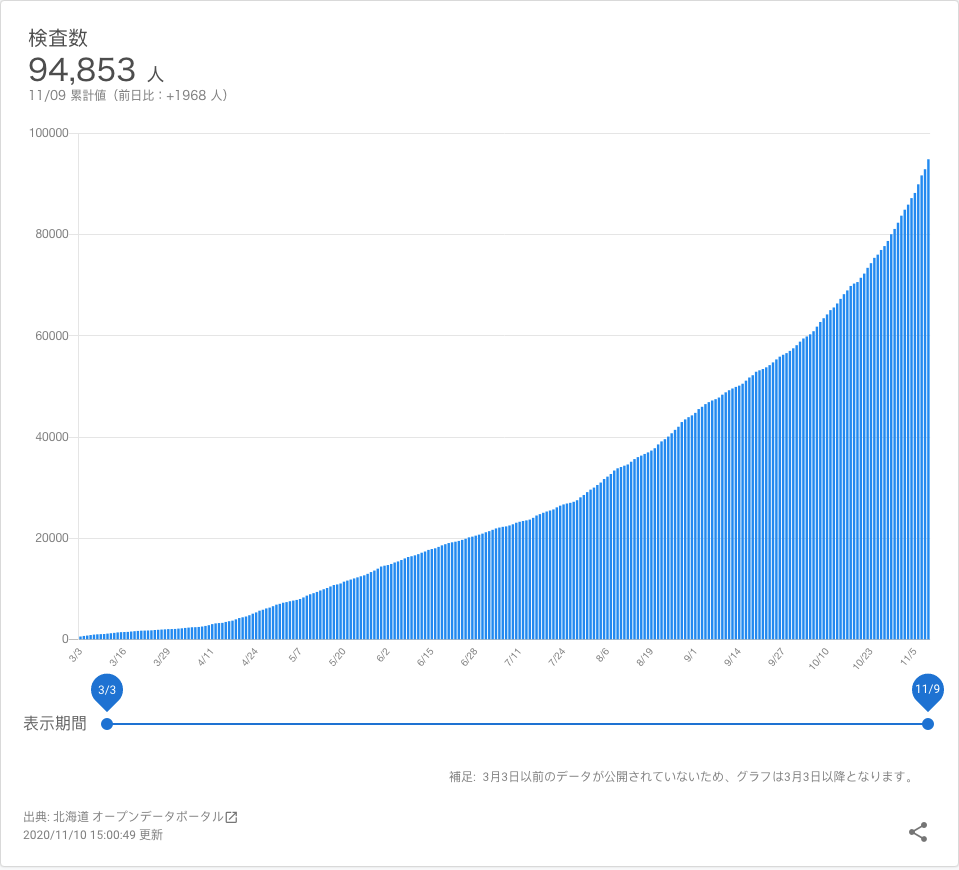 検査数
94,853 人
11/09 累計値（前日比：+1968 人）
100000
80000
60000
40000
20000
0
3/3 3/16 3/29 4/11 4/24 5/7 5/20 6/2 6/15 6/28 7/11 7/24 8/6 8/19 9/1 9/14 9/27 10/10 10/23 11/5
3/3 11/9
表示期間
補足: 3月3日以前のデータが公開されていないため、グラフは3月3日以降となります。
出典: 北海道 オープンデータポータル
2020/11/10 15:00:49 更新